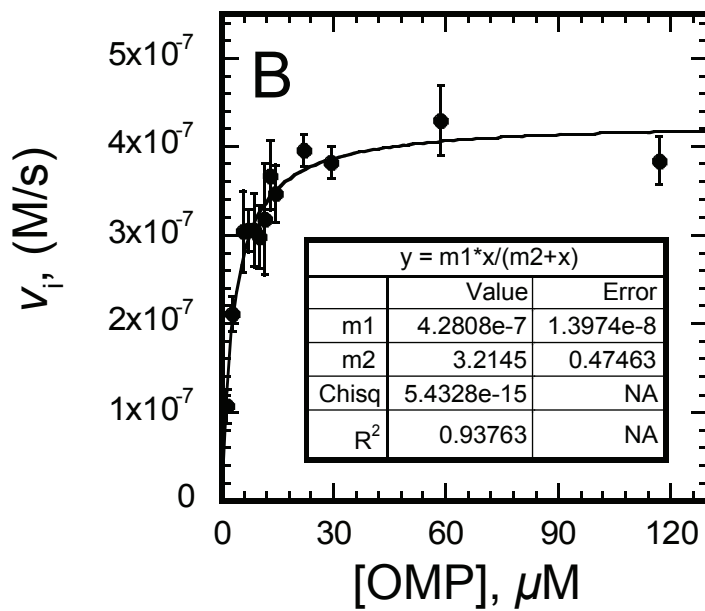 B
5x10⁻⁷
4x10⁻⁷
3x10⁻⁷
2x10⁻⁷
1x10⁻⁷
0
vᵢ, (M/s)
y = m1*x/(m2+x)
Value Error
m1 4.2808e-7 1.3974e-8
m2 3.2145 0.47463
Chisq 5.4328e-15 NA
R² 0.93763 NA
0 30 60 90 120
[OMP], μM